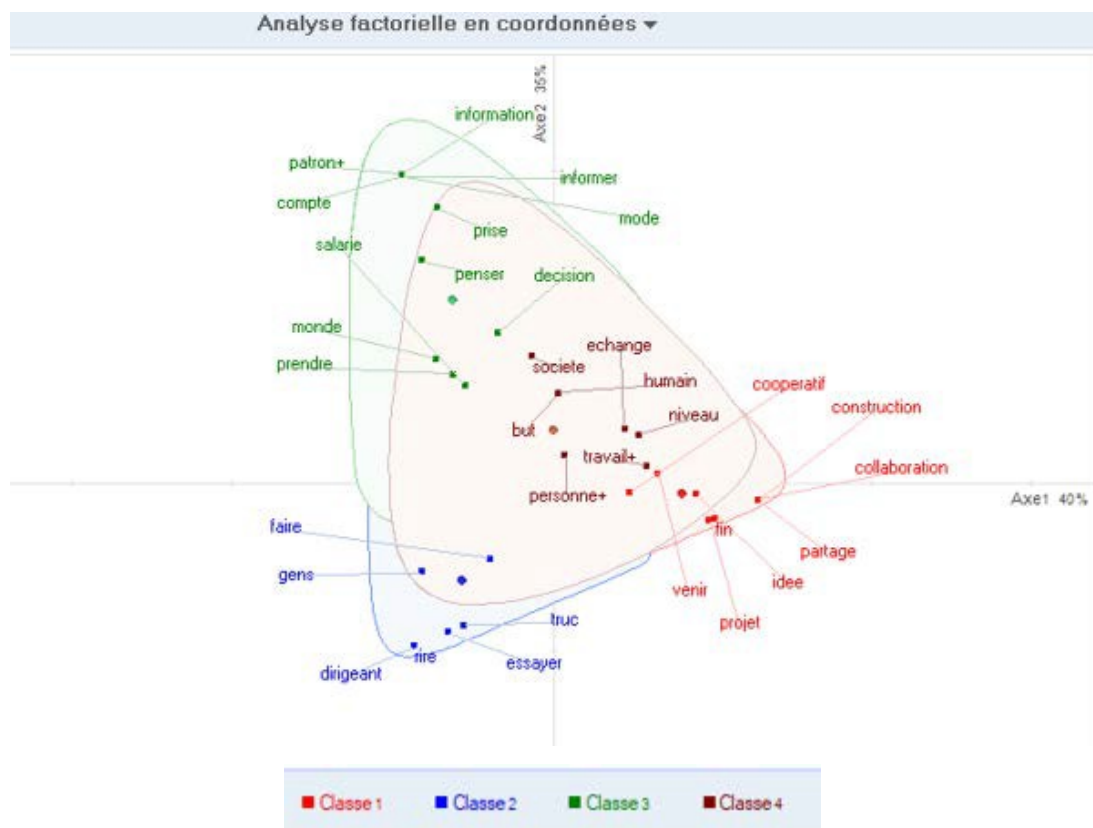 Analyse factorielle en coordonnées
Axe2 35%
information
patron+
informer
compte
mode
prise
salarie
penser
decision
monde
echange
prendre
societe
humain
cooperatif
niveau
construction
but
travail+
collaboration
personne+
Axe1 40%
faire
fin
partage
gens
idee
venir
truc
projet
rire
essayer
dirigeant
Classe 1
Classe 2
Classe 3
Classe 4